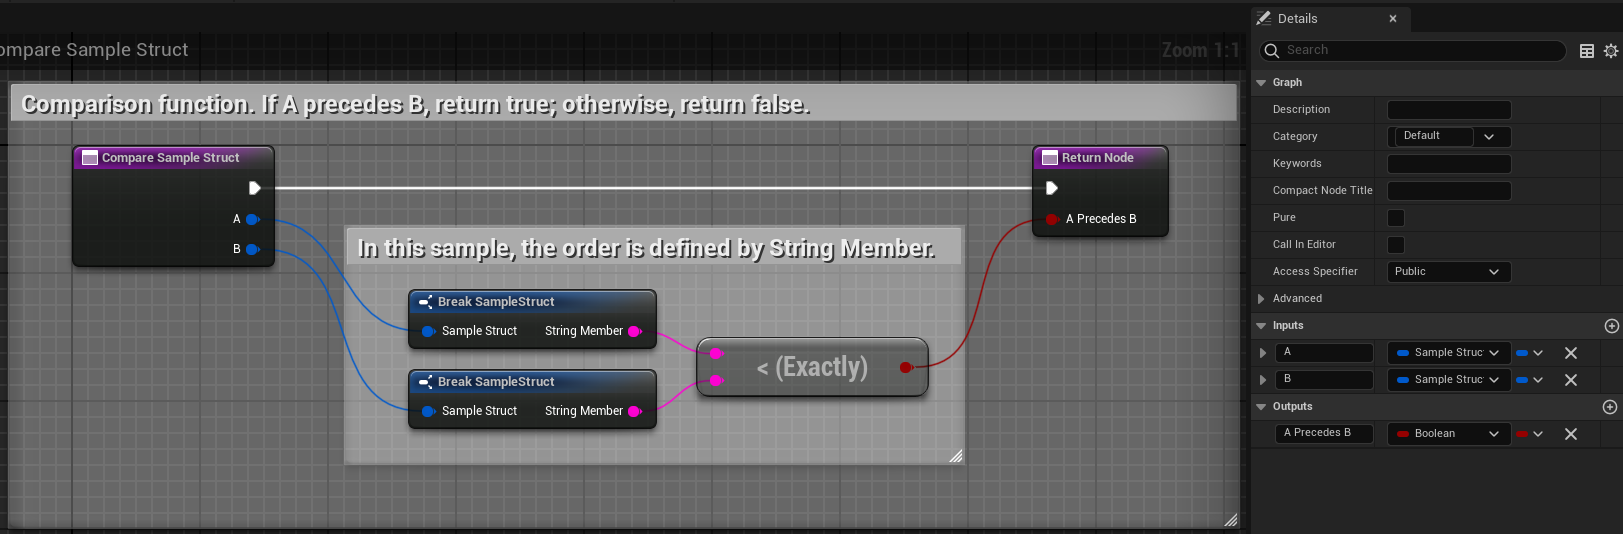 ompare Sample Struct
Zoom 1:1
Comparison function. If A precedes B, return true; otherwise, return false.
Compare Sample Struct
A
B
In this sample, the order is defined by String Member.
Break SampleStruct
Sample Struct String Member
Break SampleStruct
Sample Struct String Member
< (Exactly)
Return Node
A Precedes B
Details
Search
Graph
Description
Category Default
Keywords
Compact Node Title
Pure
Call In Editor
Access Specifier Public
Advanced
Inputs
A Sample Struc
B Sample Struc
Outputs
A Precedes B Boolean